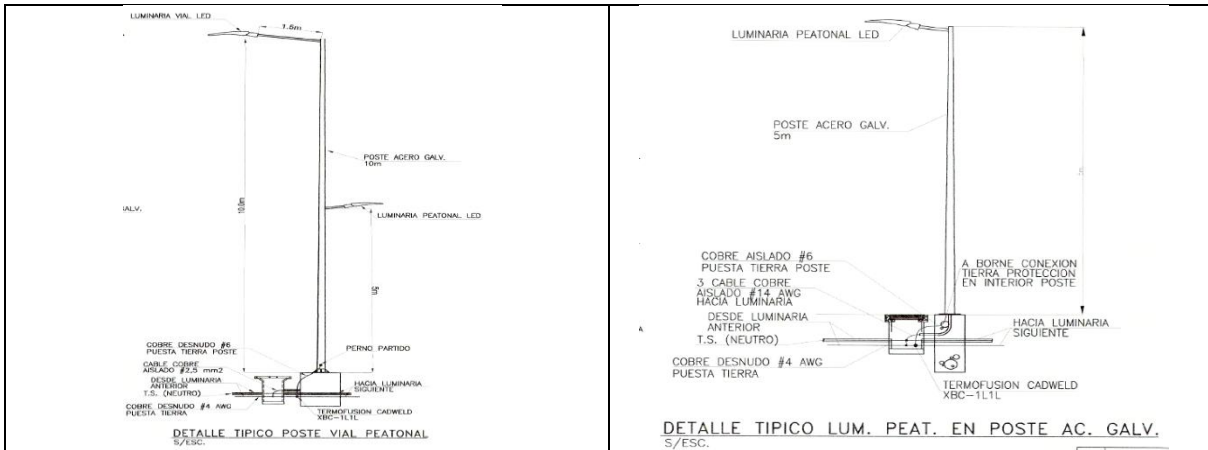 LUMINARIA VIAL LED
1.5m
10.0m
POSTE ACERO GALV.
10m
ALV.
LUMINARIA PEATONAL LED
5m
COBRE DESNUDO #6
PUESTA TIERRA POSTE
PERNO PARTIDO
CABLE COBRE
AISLADO #2,5 mm2
DESDE LUMINARIA
ANTERIOR
T.S. (NEUTRO)
HACIA LUMINARIA
SIGUIENTE
COBRE DESNUDO #4 AWG
PUESTA TIERRA
TERMOFUSION CADWELD
XBC-1L1L
DETALLE TIPICO POSTE VIAL PEATONAL
S/ESC.
LUMINARIA PEATONAL LED
POSTE ACERO GALV.
5m
COBRE AISLADO #6
PUESTA TIERRA POSTE
3 CABLE COBRE
AISLADO #14 AWG
HACIA LUMINARIA
DESDE LUMINARIA
ANTERIOR
T.S. (NEUTRO)
COBRE DESNUDO #4 AWG
PUESTA TIERRA
A BORNE CONEXION
TIERRA PROTECCION
EN INTERIOR POSTE
HACIA LUMINARIA
SIGUIENTE
TERMOFUSION CADWELD
XBC-1L1L
DETALLE TIPICO LUM. PEAT. EN POSTE AC. GALV.
S/ESC.